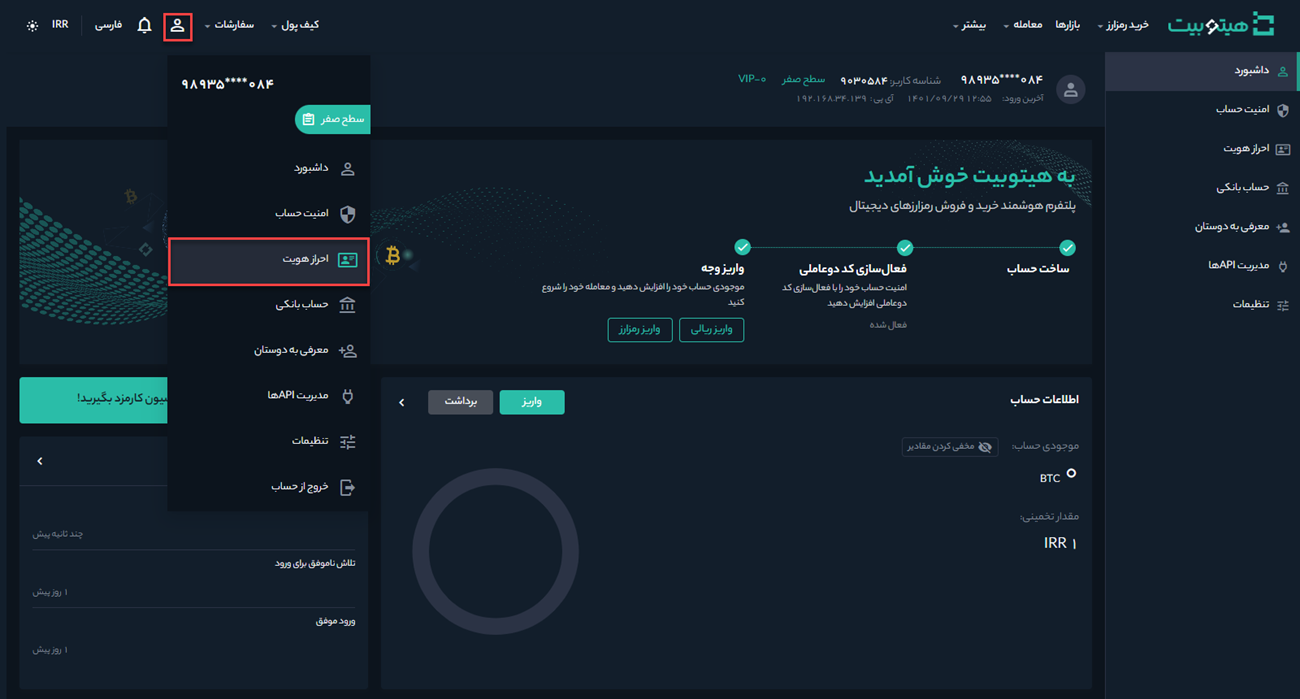 هیتوبیت
خرید رمزارز
بازارها
معامله
بیشتر
کیف پول
سفارشات
فارسی
IRR
داشبورد
امنیت حساب
احراز هویت
حساب بانکی
معرفی به دوستان
مدیریت APIها
تنظیمات
۹۸۹۳۵****۰۸۴
شناسه کاربر: ۹۰۳۰۵۸۴
سطح صفر
VIP-۰
آخرین ورود: ۱۴۰۱/۰۹/۲۹ ۱۲:۵۵
آی پی: ۱۹۲.۱۶۸.۳۴.۱۳۹
به هیتوبیت خوش آمدید
پلتفرم هوشمند خرید و فروش رمزارزهای دیجیتال
ساخت حساب
فعال‌سازی کد دوعاملی
امنیت حساب خود را با فعال‌سازی کد
دوعاملی افزایش دهید
فعال شده
واریز وجه
موجودی حساب خود را افزایش دهید و معامله خود را شروع
کنید
واریز ریالی
واریز رمزارز
اطلاعات حساب
واریز
برداشت
موجودی حساب:
مخفی کردن مقادیر
BTC ۰
مقدار تخمینی:
IRR ۱
۹۸۹۳۵****۰۸۴
سطح صفر
داشبورد
امنیت حساب
احراز هویت
حساب بانکی
معرفی به دوستان
مدیریت APIها
تنظیمات
خروج از حساب
کارمزد بگیرید!
چند ثانیه پیش
تلاش ناموفق برای ورود
۱ روز پیش
ورود موفق
۱ روز پیش